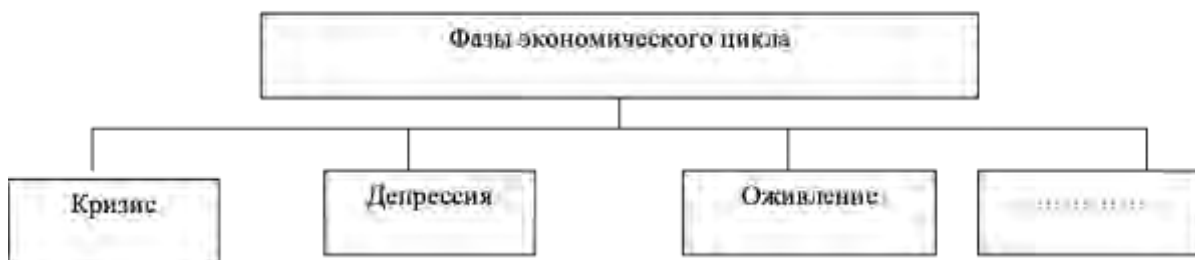 Фазы экономического цикла
Кризис
Депрессия
Оживление
...........